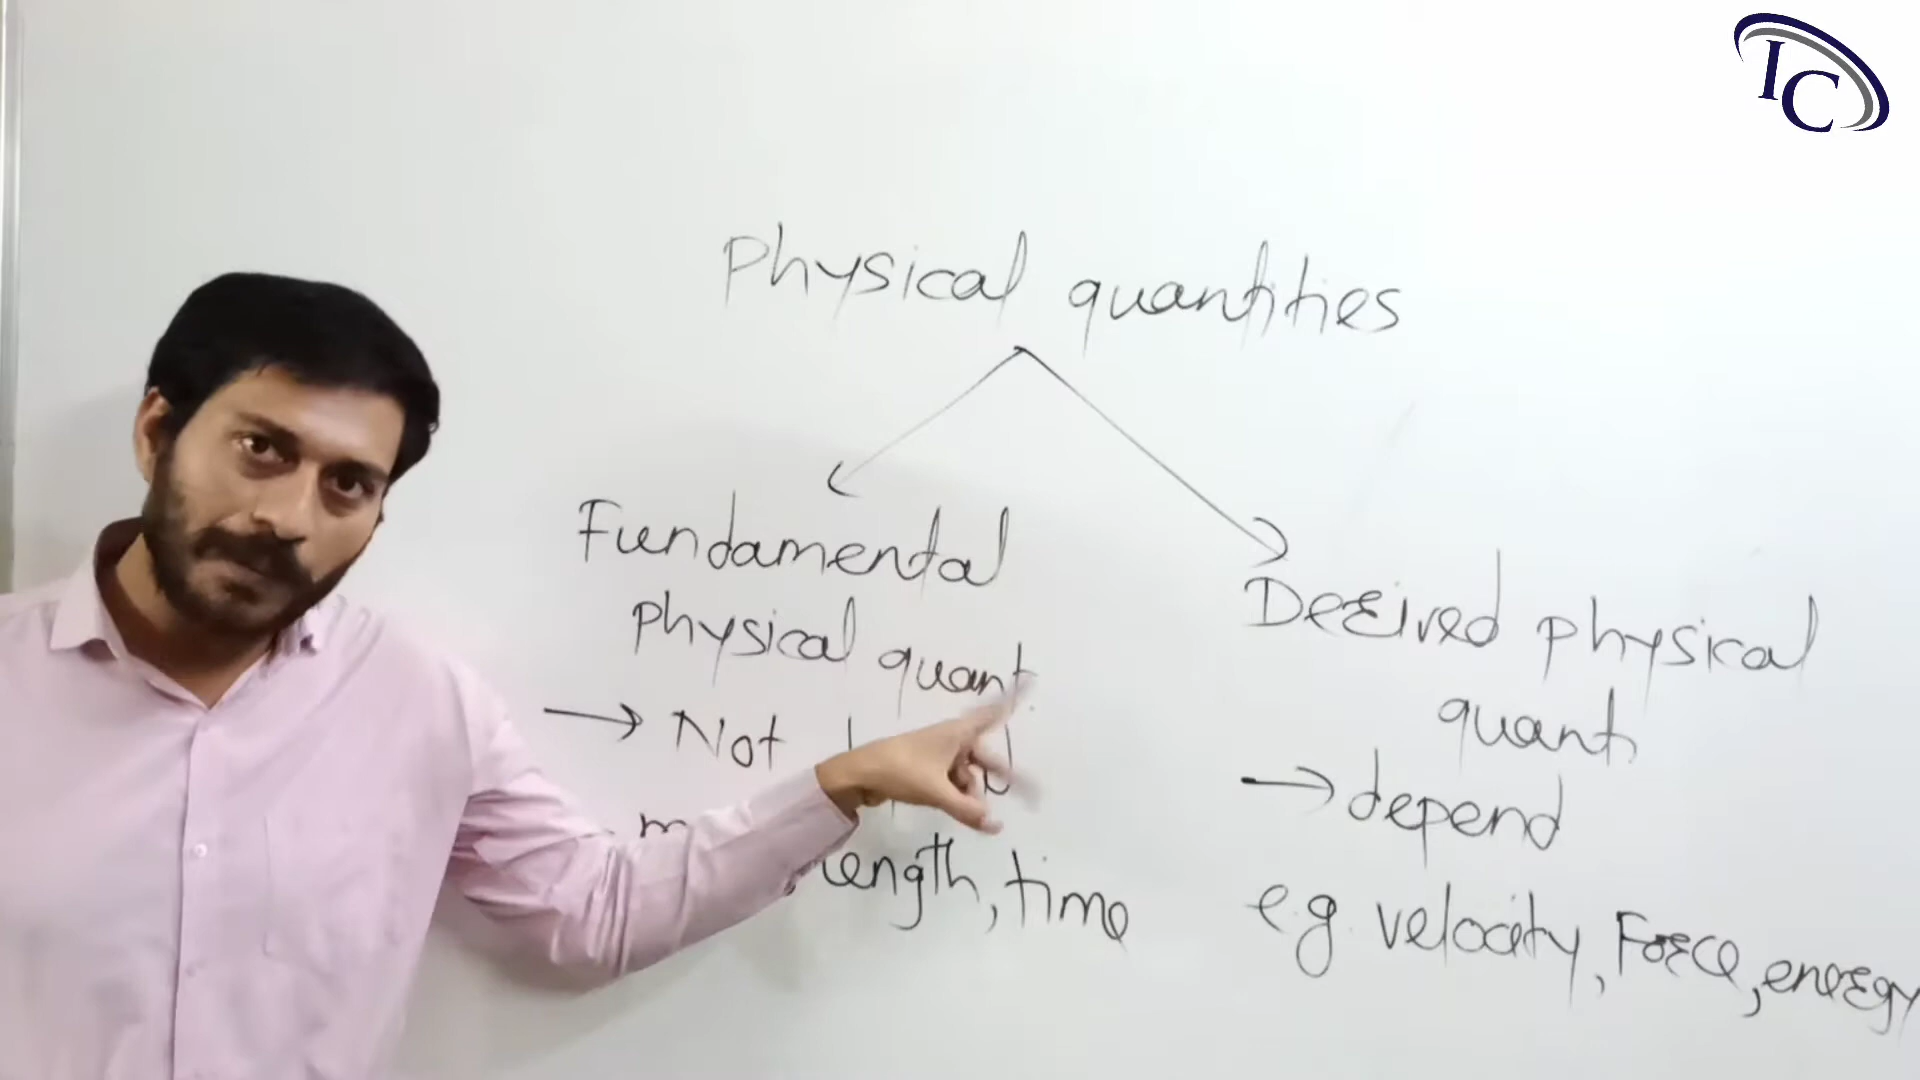 IC
Physical quantities
Fundamental
physical quant.
→ Not
length, time
Derived physical
quant.
→ depend
e.g. velocity, Force, energy